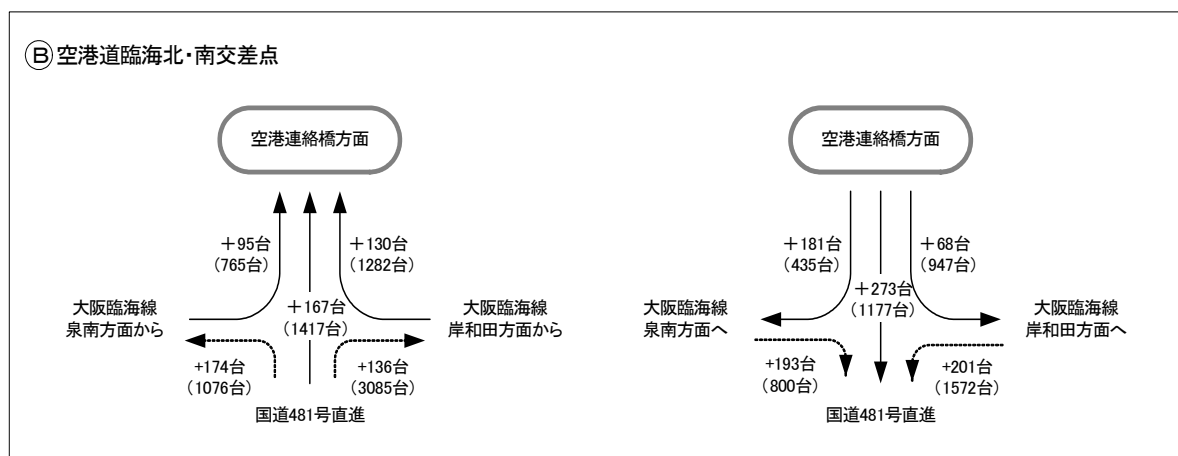 Ⓑ空港道臨海北・南交差点
空港連絡橋方面
+95台
(765台)
+130台
(1282台)
+167台
(1417台)
大阪臨海線
泉南方面から
大阪臨海線
岸和田方面から
+174台
(1076台)
+136台
(3085台)
国道481号直進
空港連絡橋方面
+181台
(435台)
+68台
(947台)
+273台
(1177台)
大阪臨海線
泉南方面へ
大阪臨海線
岸和田方面へ
+193台
(800台)
+201台
(1572台)
国道481号直進